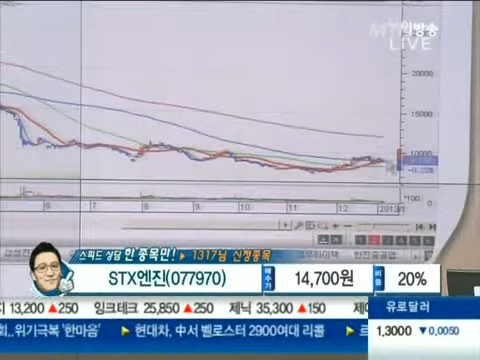 MTN 이방송
LIVE
20000
15000
10000
*100
0
6 7 8 9 10 11 12 2013/1
스피드 상담 한 종목만! ▶ 1317님 신청종목
STX엔진(077970) 매수가 14,700원 비중 20%
13,200 ▲250 잉크테크 25,850 ▲250 제닉 35,300 ▲150
유로달러
1,3000 ▼0,0050
회..위기극복 '한마음' ▶ 현대차, 中서 벨로스터 2900여대 리콜 ▶